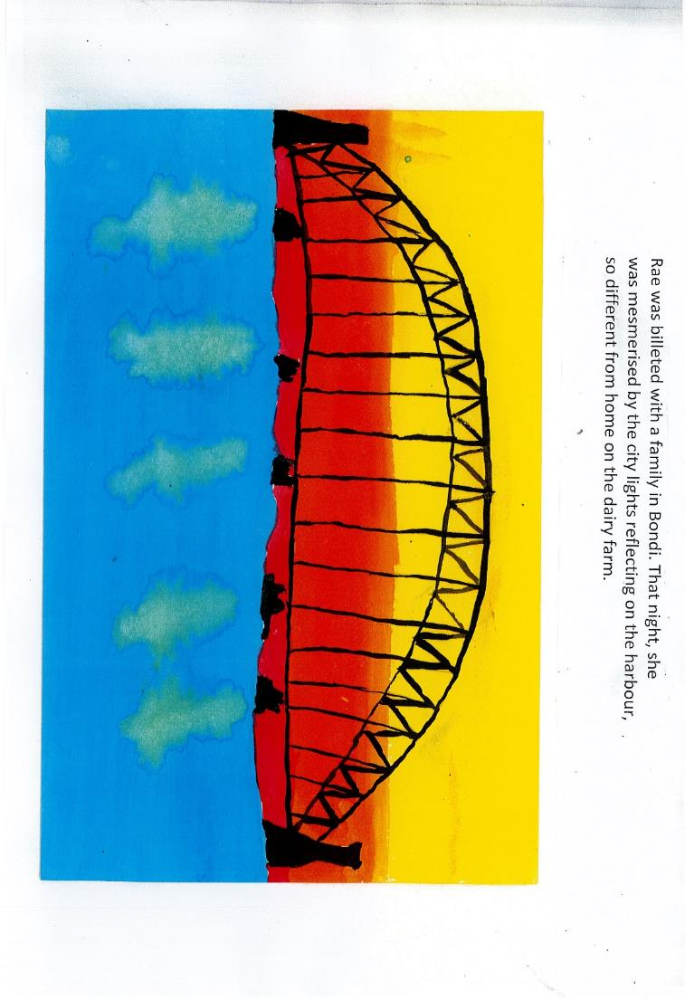 Rae was billeted with a family in Bondi. That night, she
was mesmerised by the city lights reflecting on the harbour,
so different from home on the dairy farm.